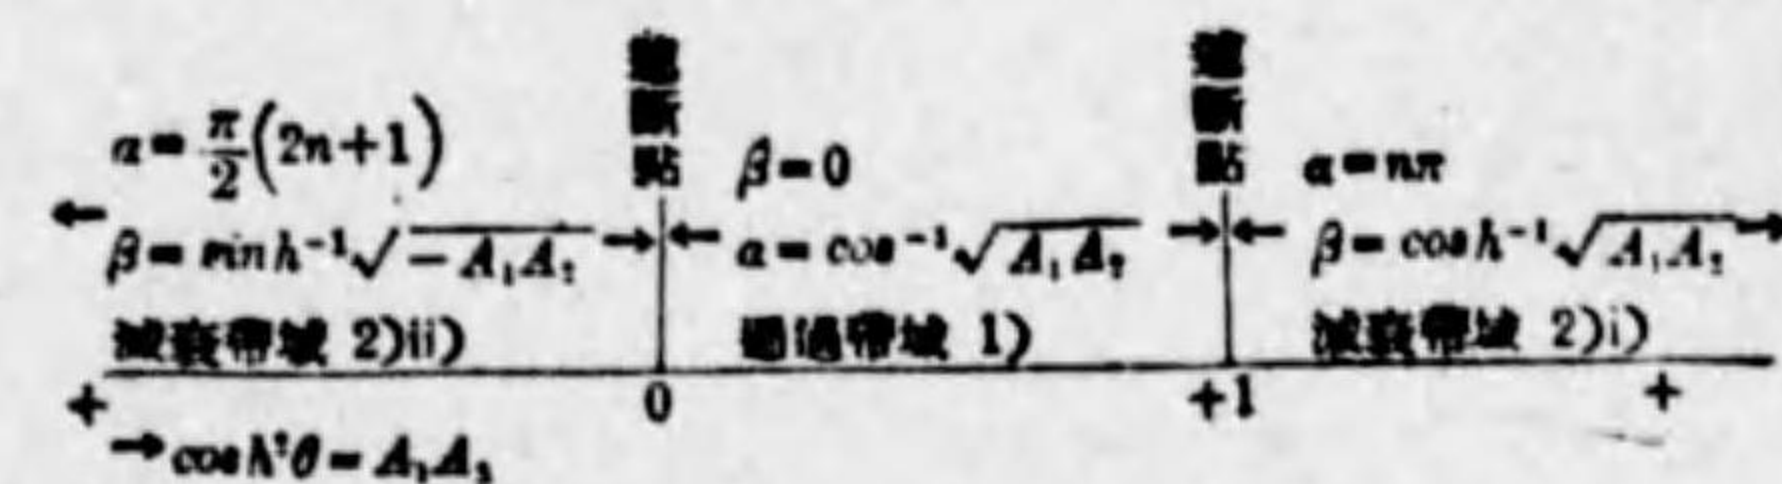 遮断點
遮断點
α=π/2(2n+1)
β=0
α=nπ
β=sinh⁻¹√−A₁A₂
α=cos⁻¹√A₁A₂
β=cosh⁻¹√A₁A₂
減衰帶域 2)ii)
通過帶域 1)
減衰帶域 2)i)
+ 0 +1 +
→cosh²θ=A₁A₂